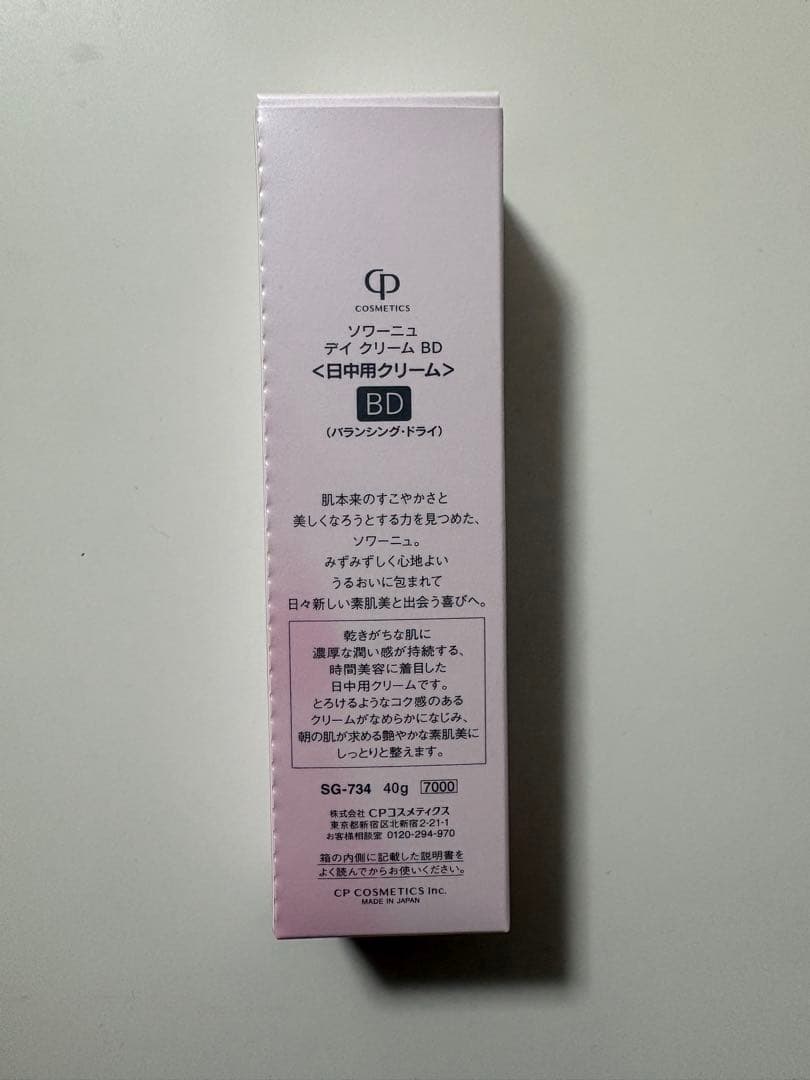 CP
COSMETICS
ソワーニュ
デイ クリーム BD
<日中用クリーム>
BD
(バランシング・ドライ)
肌本来のすこやかさと
美しくなろうとする力を見つめた、
ソワーニュ。
みずみずしく心地よい
うるおいに包まれて
日々新しい素肌美と出会う喜びへ。
乾きがちな肌に
濃厚な潤い感が持続する、
時間美容に着目した
日中用クリームです。
とろけるようなコク感のある
クリームがなめらかになじみ、
朝の肌が求める艶やかな素肌美に
しっとりと整えます。
SG-734 40g 7000
株式会社 CPコスメティクス
東京都新宿区北新宿2-21-1
お客様相談室 0120-294-970
箱の内側に記載した説明書を
よく読んでからお使いください。
CP COSMETICS Inc.
MADE IN JAPAN